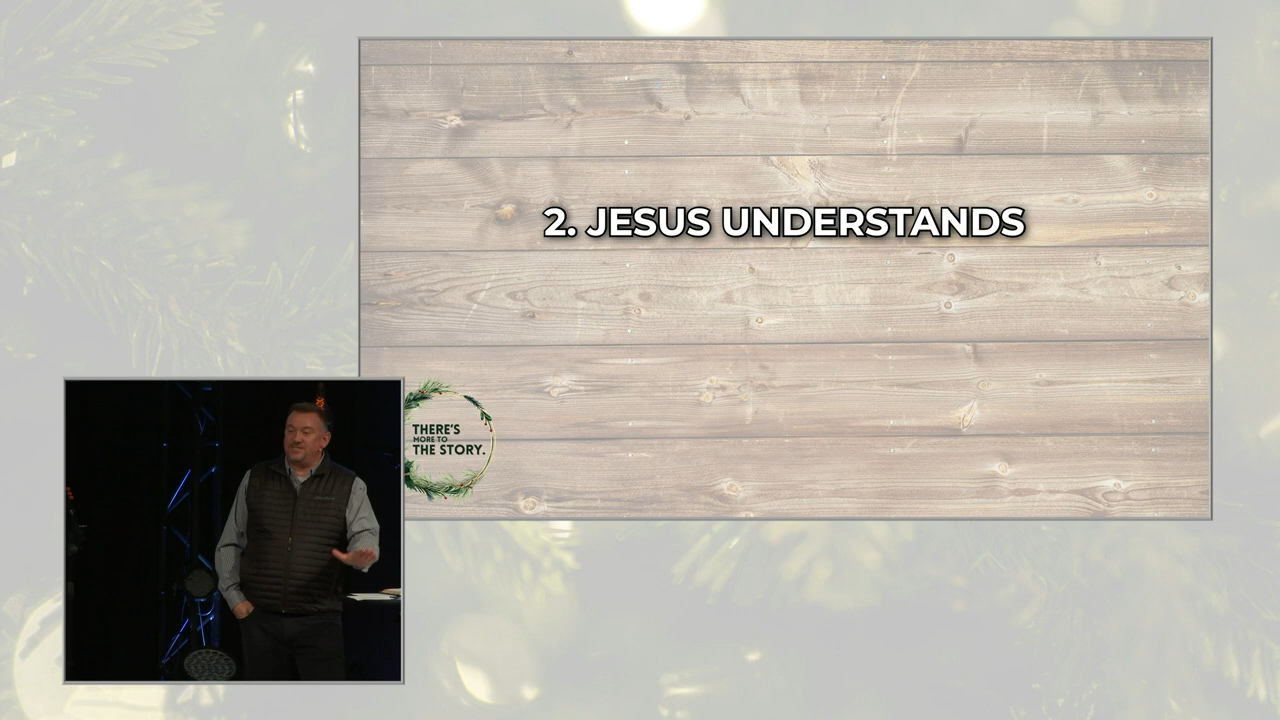 2. JESUS UNDERSTANDS
THERE'S
MORE TO
THE STORY.